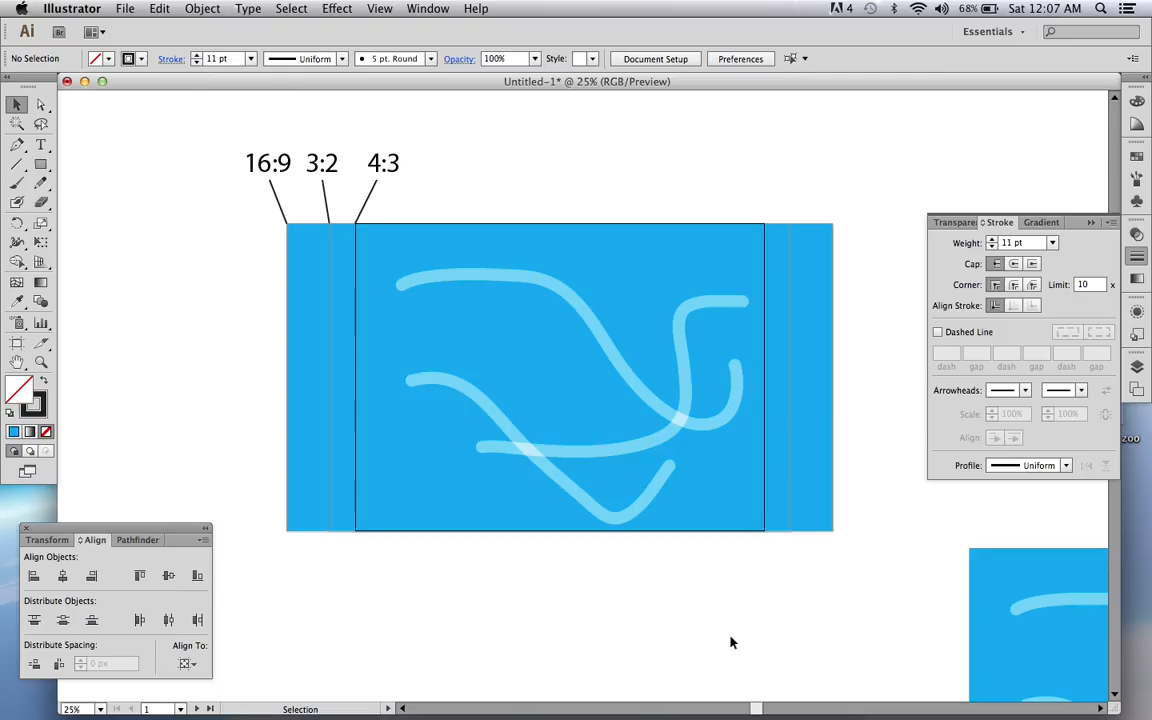 Illustrator File Edit Object Type Select Effect View Window Help 4 68% Sat 12:07 AM
Ai Br Essentials
No Selection Stroke: 11 pt Uniform 5 pt. Round Opacity: 100% Style: Document Setup Preferences
Untitled-1* @ 25% (RGB/Preview)
16:9 3:2 4:3
Transpare Stroke Gradient
Weight: 11 pt
Cap:
Corner: Limit: 10 x
Align Stroke:
Dashed Line
dash gap dash gap dash gap
Arrowheads:
Scale: 100% 100%
Align:
Profile: Uniform
zoo
Transform Align Pathfinder
Align Objects:
Distribute Objects:
Distribute Spacing: Align To:
0 px
25% 1 Selection